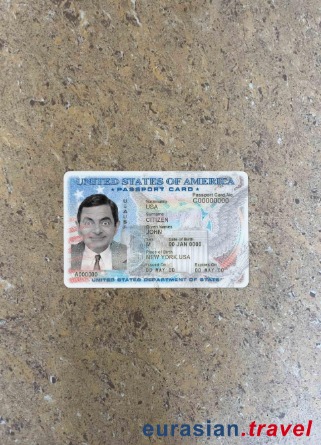 UNITED STATES OF AMERICA
PASSPORT CARD
Nationality
USA
Passport Card No.
C00000000
Surname
CITIZEN
Given Names
JOHN
Sex
M
Date of Birth
00 JAN 0000
Place of Birth
NEW YORK, USA
Issued On
00 MAY 00
Expires On
00 MAY 00
A000000
UNITED STATES DEPARTMENT OF STATE
eurasian.travel